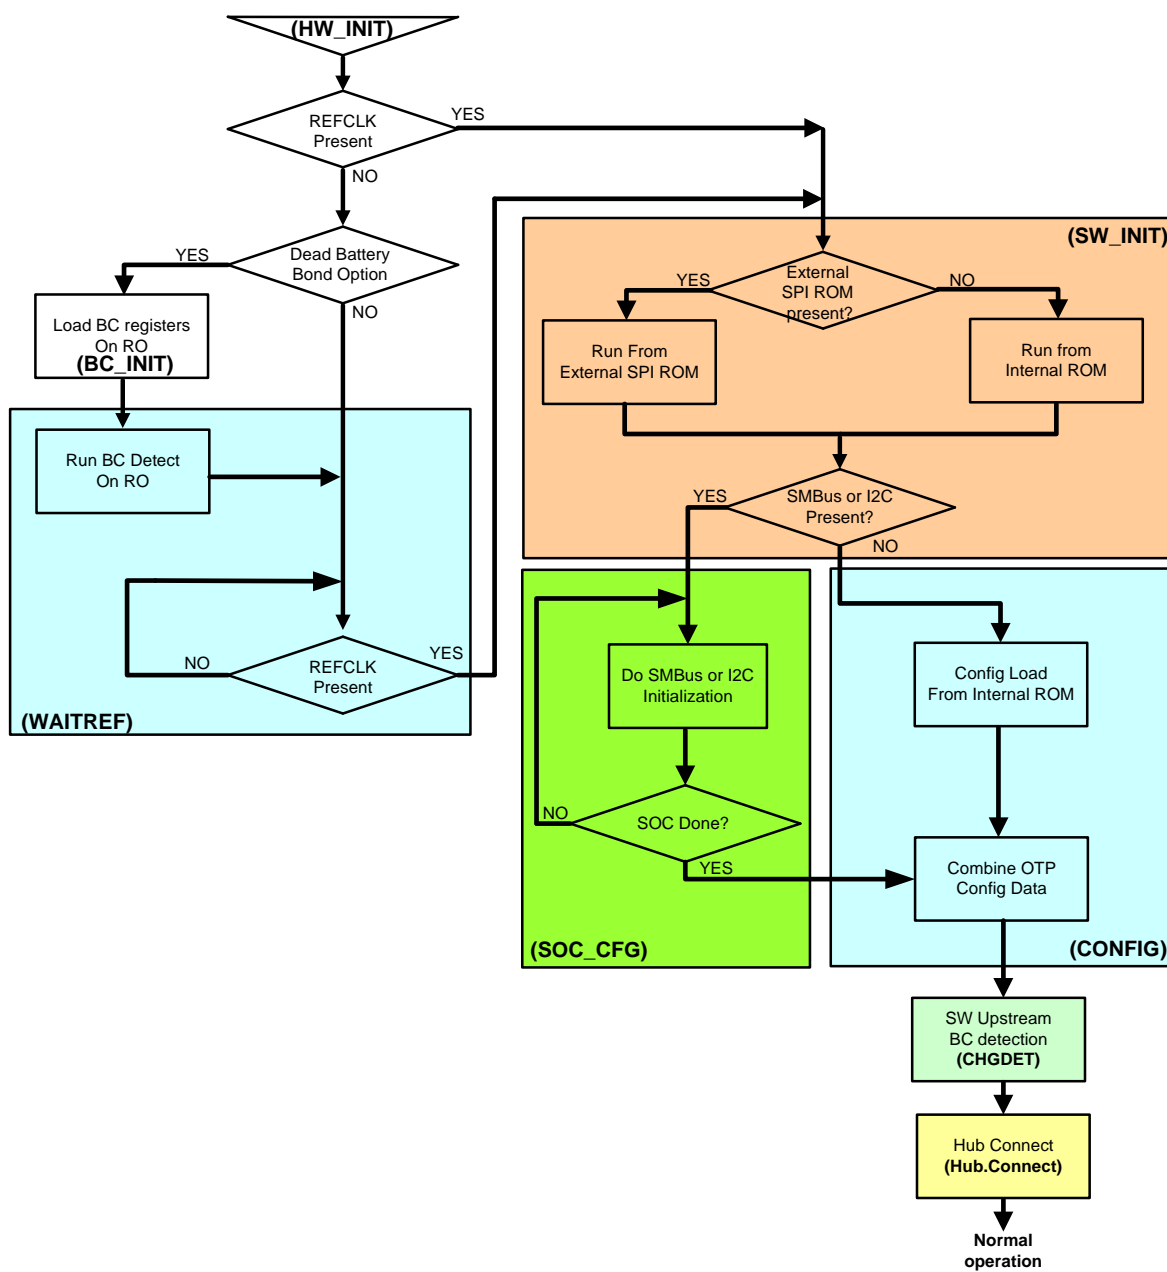 (HW_INIT)
REFCLK
Present
YES
NO
Dead Battery
Bond Option
YES
NO
Load BC registers
On RO
(BC_INIT)
Run BC Detect
On RO
NO
REFCLK
Present
YES
(WAITREF)
(SW_INIT)
External
SPI ROM
present?
YES
NO
Run From
External SPI ROM
Run from
Internal ROM
YES
SMBus or I2C
Present?
NO
Do SMBus or I2C
Initialization
NO
SOC Done?
YES
(SOC_CFG)
Config Load
From Internal ROM
Combine OTP
Config Data
(CONFIG)
SW Upstream
BC detection
(CHGDET)
Hub Connect
(Hub.Connect)
Normal
operation